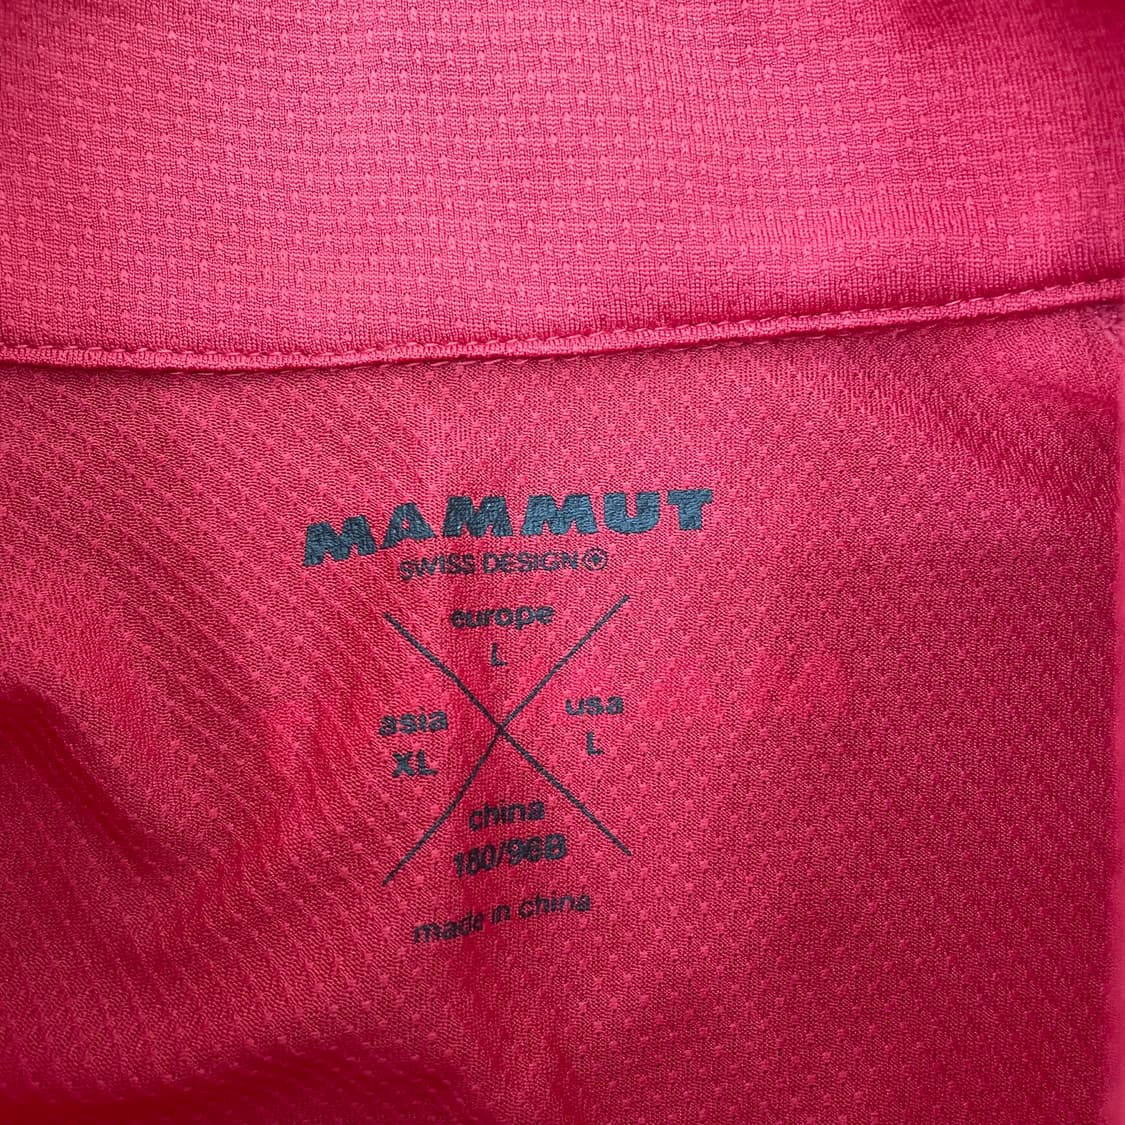 MAMMUT
SWISS DESIGN
europe
L
asia
XL
usa
L
china
180/96B
made in china